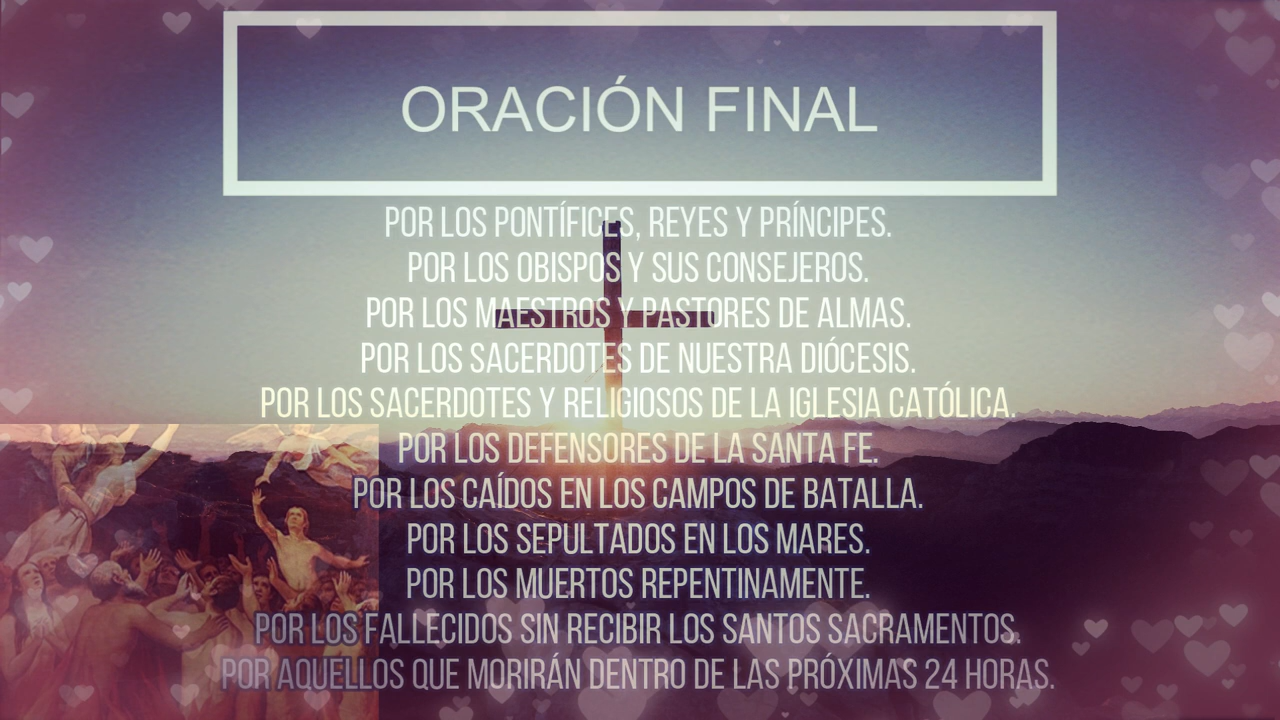 ORACIÓN FINAL
POR LOS PONTÍFICES, REYES Y PRÍNCIPES.
POR LOS OBISPOS Y SUS CONSEJEROS.
POR LOS MAESTROS Y PASTORES DE ALMAS.
POR LOS SACERDOTES DE NUESTRA DIÓCESIS.
POR LOS SACERDOTES Y RELIGIOSOS DE LA IGLESIA CATÓLICA.
POR LOS DEFENSORES DE LA SANTA FE.
POR LOS CAÍDOS EN LOS CAMPOS DE BATALLA.
POR LOS SEPULTADOS EN LOS MARES.
POR LOS MUERTOS REPENTINAMENTE.
POR LOS FALLECIDOS SIN RECIBIR LOS SANTOS SACRAMENTOS.
POR AQUELLOS QUE MORIRÁN DENTRO DE LAS PRÓXIMAS 24 HORAS.